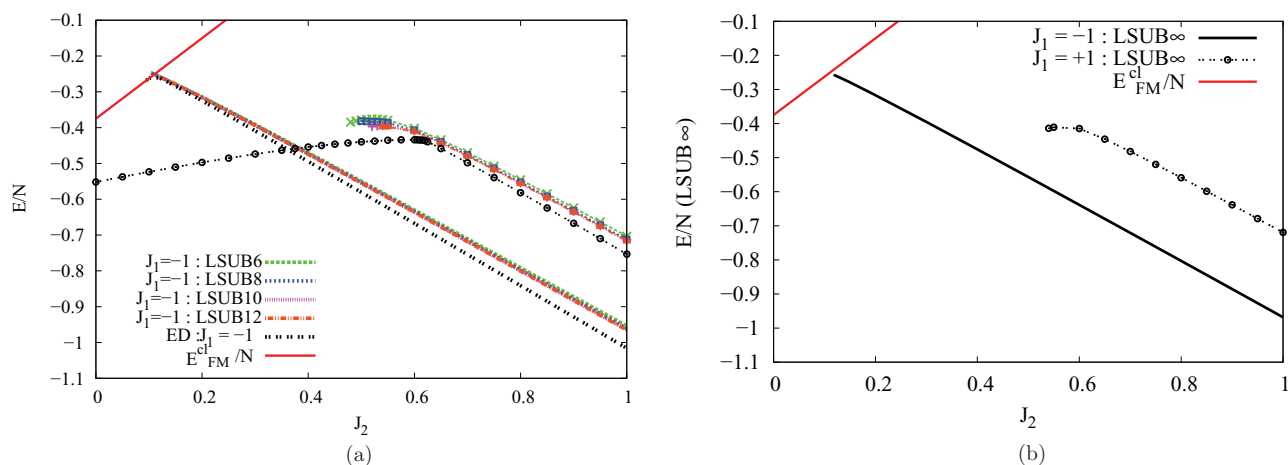 −0.1
−0.2
−0.3
−0.4
−0.5
−0.6
−0.7
−0.8
−0.9
−1
−1.1
E/N
J₁=−1 : LSUB6
J₁=−1 : LSUB8
J₁=−1 : LSUB10
J₁=−1 : LSUB12
ED :J₁ = −1
E^cl_FM /N
0 0.2 0.4 0.6 0.8 1
J₂
(a)
−0.1
−0.2
−0.3
−0.4
−0.5
−0.6
−0.7
−0.8
−0.9
−1
−1.1
E/N (LSUB ∞)
J₁ = −1 : LSUB∞
J₁ = +1 : LSUB∞
E^cl_FM/N
0 0.2 0.4 0.6 0.8 1
J₂
(b)